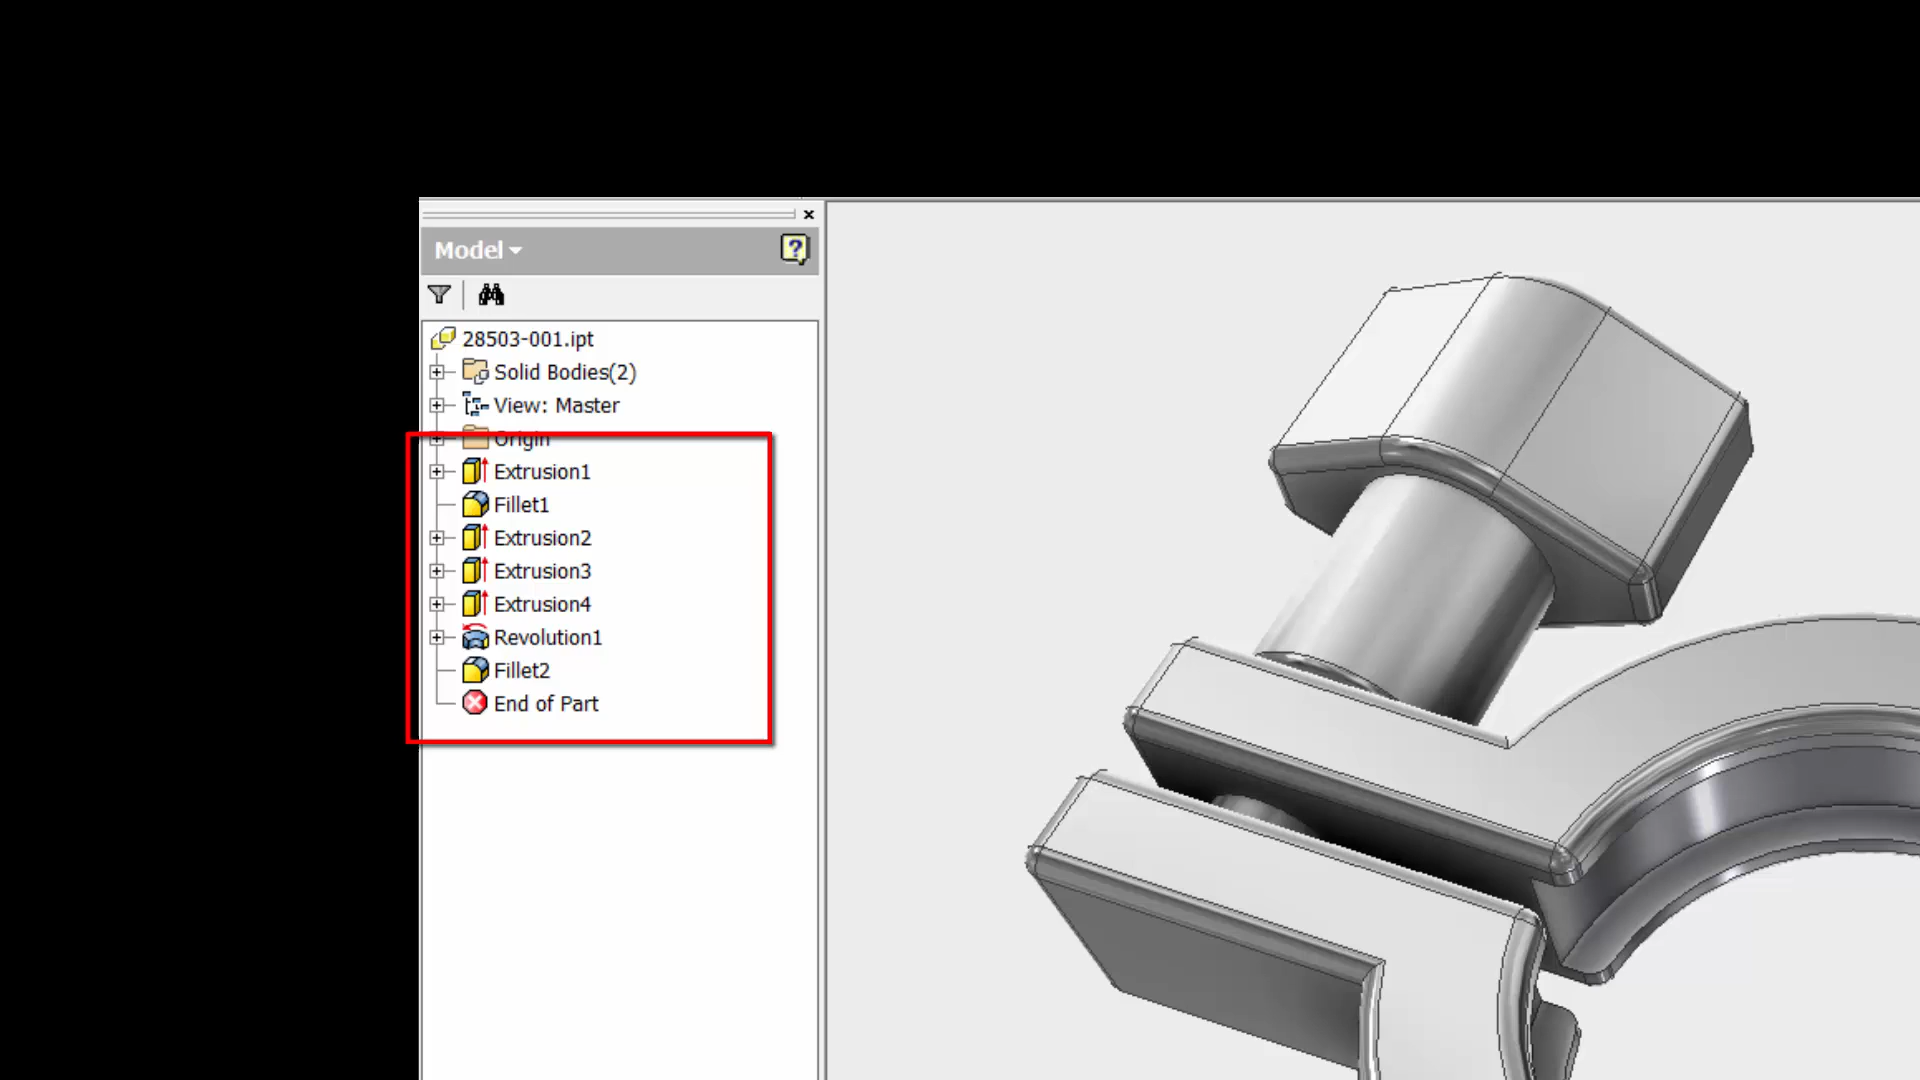 Model
28503-001.ipt
Solid Bodies(2)
View: Master
Origin
Extrusion1
Fillet1
Extrusion2
Extrusion3
Extrusion4
Revolution1
Fillet2
End of Part